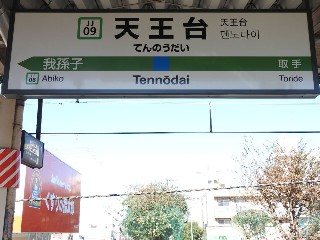 JJ
09
天王台
てんのうだい
天王台
텐노다이
我孫子
取手
JJ
08
Abiko
Tennōdai
Toride